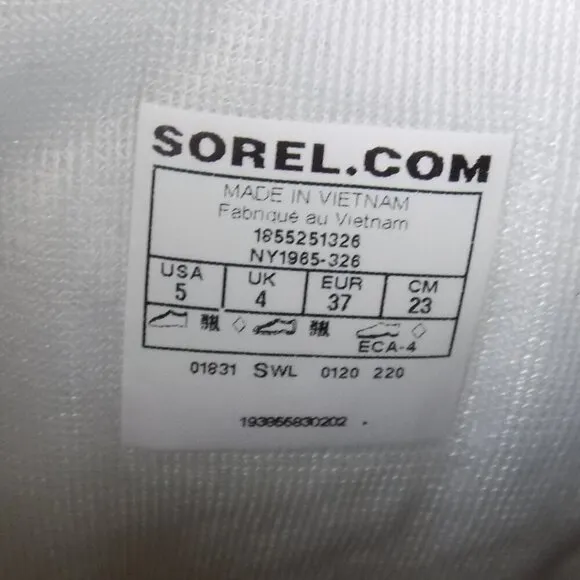 SOREL.COM
MADE IN VIETNAM
Fabriqué au Vietnam
1855251326
NY1965-326
USA UK EUR CM
5 4 37 23
ECA-4
01831 SWL 0120 220
193855830202